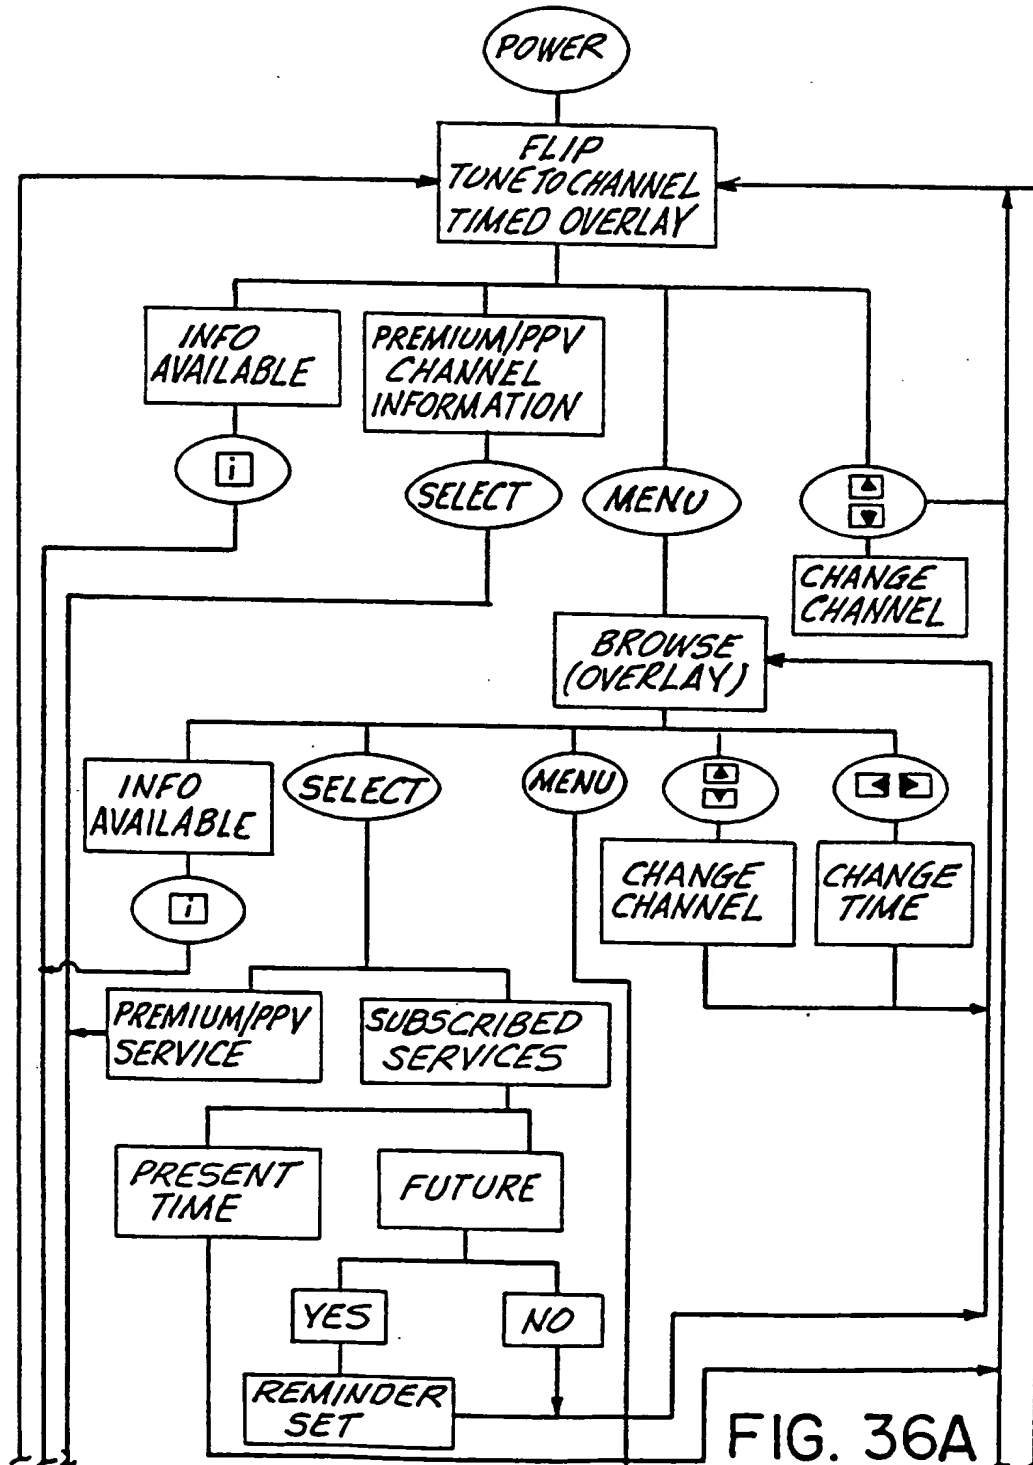 POWER
FLIP
TUNE TO CHANNEL
TIMED OVERLAY
INFO
AVAILABLE
PREMIUM/PPV
CHANNEL
INFORMATION
i
SELECT
MENU
CHANGE
CHANNEL
BROWSE
(OVERLAY)
INFO
AVAILABLE
SELECT
MENU
i
CHANGE
CHANNEL
CHANGE
TIME
PREMIUM/PPV
SERVICE
SUBSCRIBED
SERVICES
PRESENT
TIME
FUTURE
YES
NO
REMINDER
SET
FIG. 36A